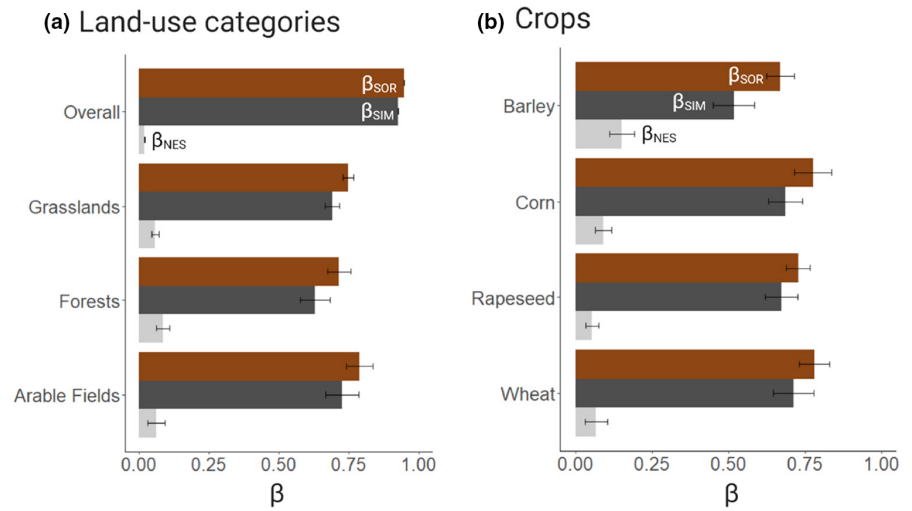 (a) Land-use categories
Overall
βSOR
βSIM
βNES
Grasslands
Forests
Arable Fields
0.00 0.25 0.50 0.75 1.00
β
(b) Crops
Barley
βSOR
βSIM
βNES
Corn
Rapeseed
Wheat
0.00 0.25 0.50 0.75 1.00
β